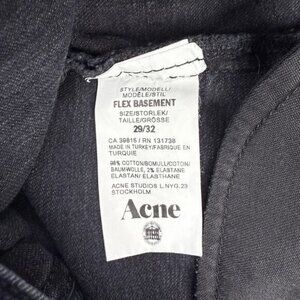 STYLE/MODELL/
MODÈLE/STIL
FLEX BASEMENT
SIZE/STORLEK/
TAILLE/GRÖSSE
29/32
CA 39815 / RN 131738
MADE IN TURKEY/FABRIQUÉ EN
TURQUIE
98% COTTON/BOMULL/COTON/
BAUMWOLLE, 2% ELASTANE
ELASTAN/ELASTHANE
ACNE STUDIOS L.NYG.23
STOCKHOLM
Acne